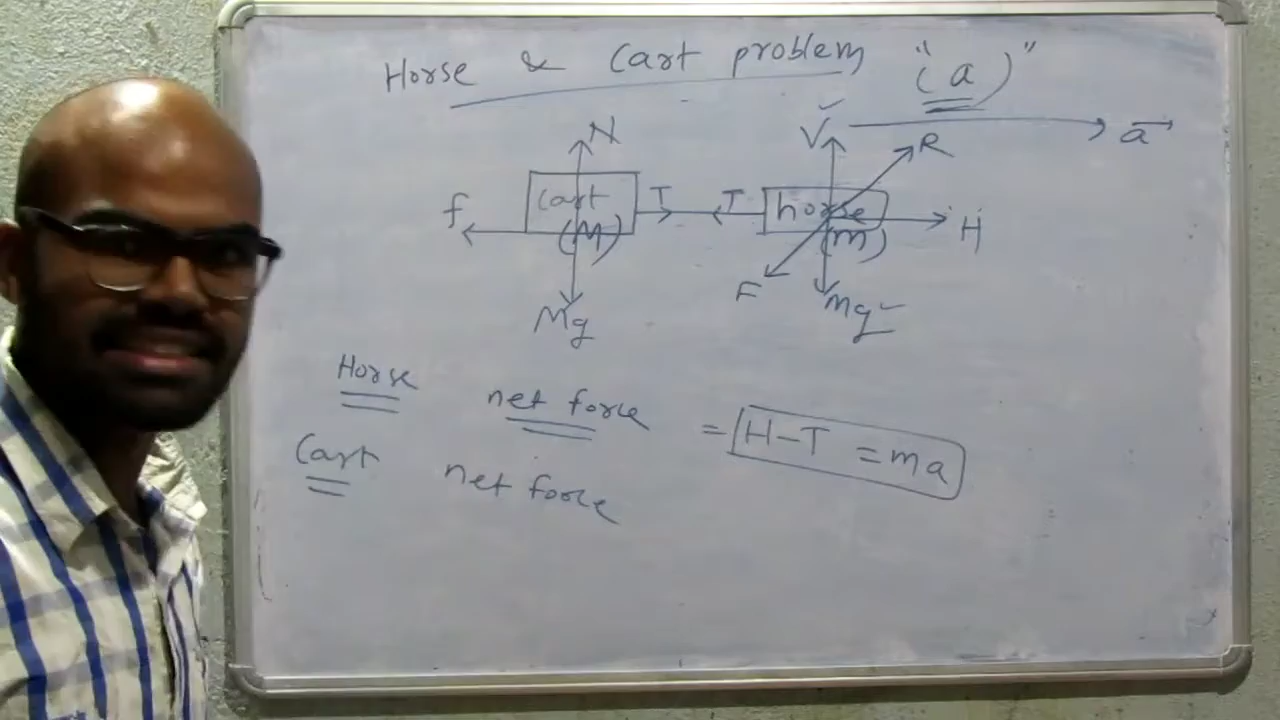 Horse & Cart problem "(a)"
N V R a
f cart T T horse H
(M) (m)
F
Mg mg
Horse net force = H-T = ma
Cart net force